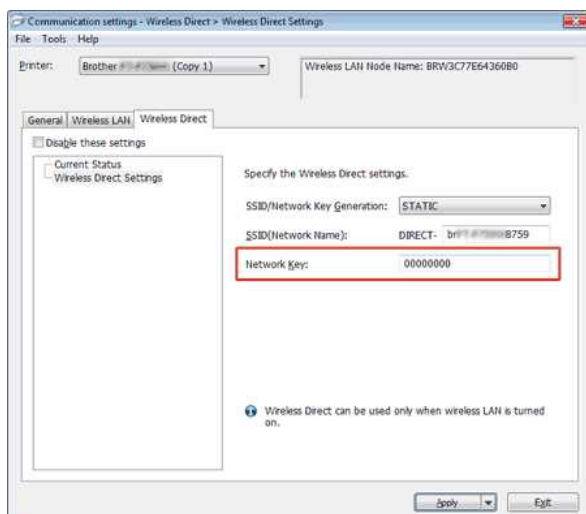 Communication settings - Wireless Direct > Wireless Direct Settings
File Tools Help
Printer: Brother (Copy 1)
Wireless LAN Node Name: BRW3C77E64360B0
General Wireless LAN Wireless Direct
Disable these settings
Current Status
Wireless Direct Settings
Specify the Wireless Direct settings.
SSID/Network Key Generation: STATIC
SSID(Network Name): DIRECT- br 8759
Network Key: 00000000
Wireless Direct can be used only when wireless LAN is turned
on.
Apply Exit